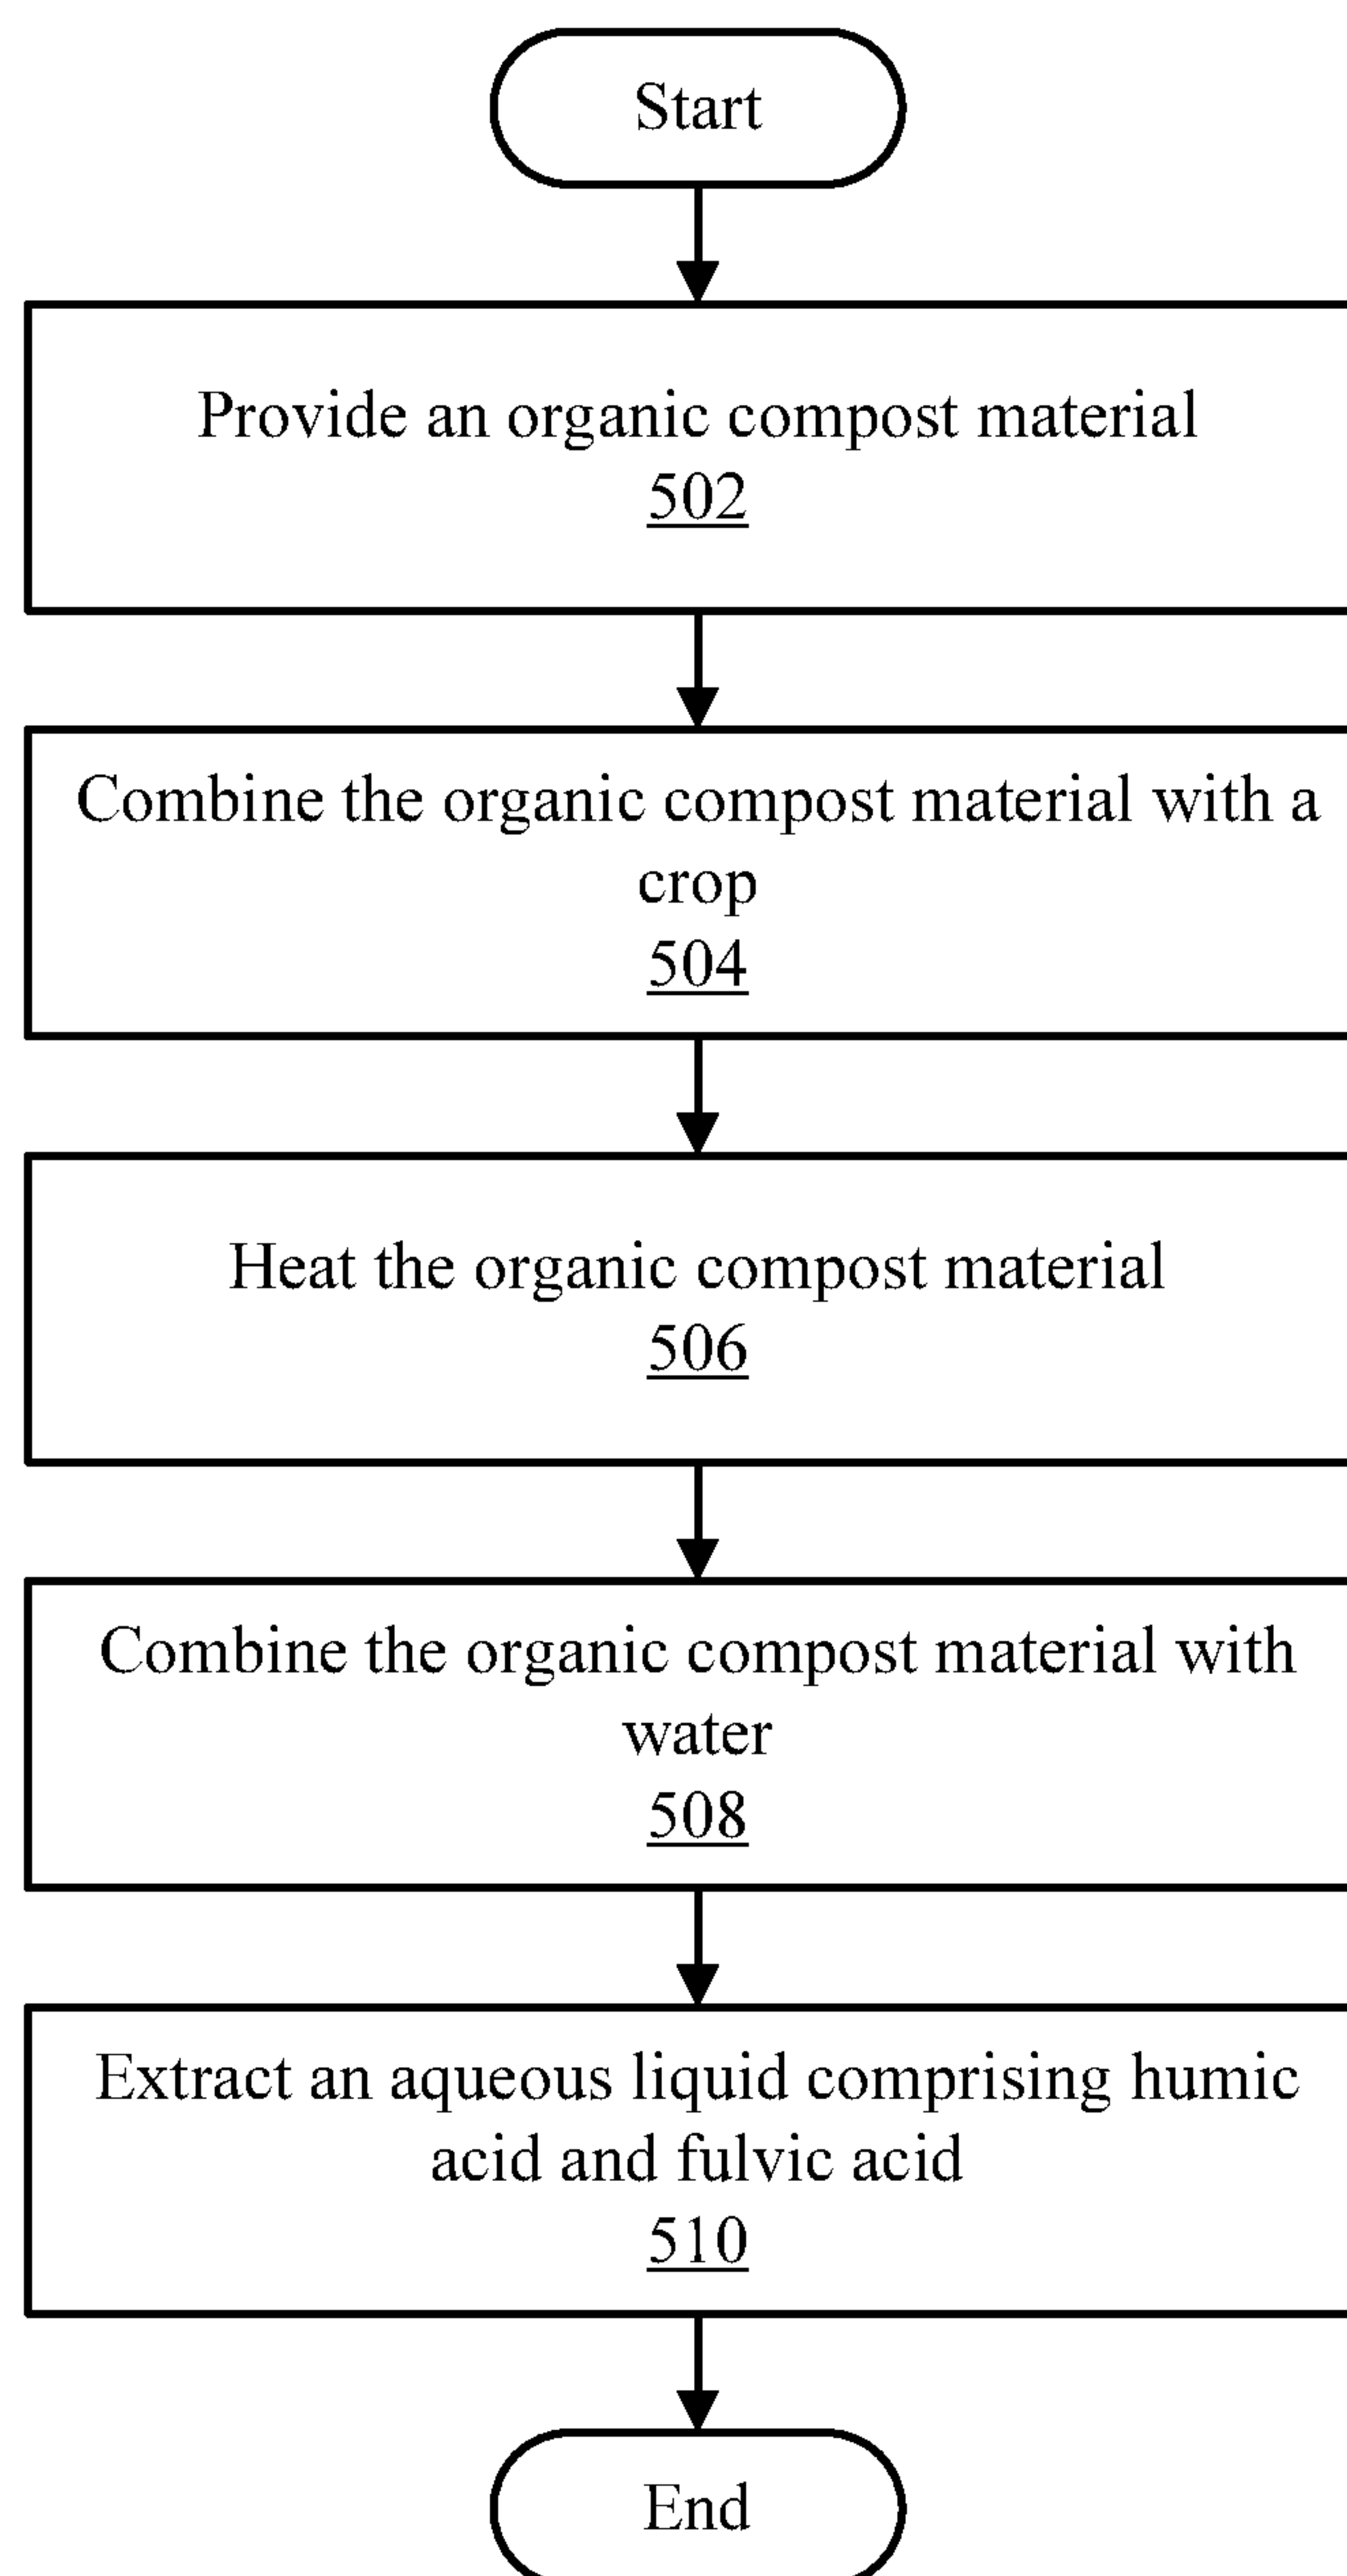 Start
Provide an organic compost material
502
Combine the organic compost material with a
crop
504
Heat the organic compost material
506
Combine the organic compost material with
water
508
Extract an aqueous liquid comprising humic
acid and fulvic acid
510
End